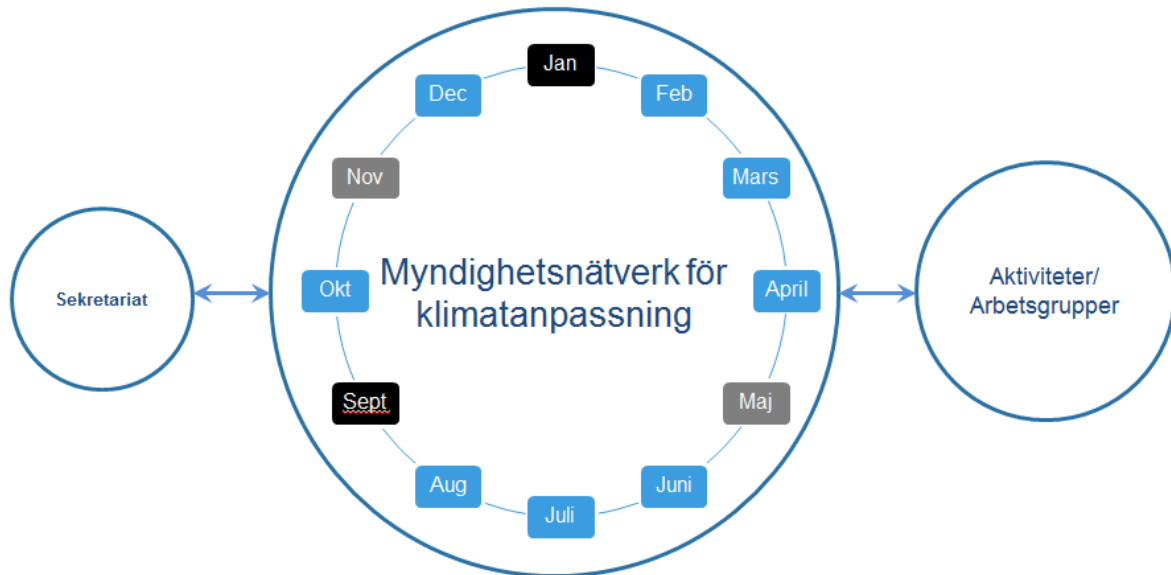 Jan
Feb
Mars
April
Maj
Juni
Juli
Aug
Sept
Okt
Nov
Dec
Myndighetsnätverk för
klimatanpassning
Sekretariat
Aktiviteter/
Arbetsgrupper